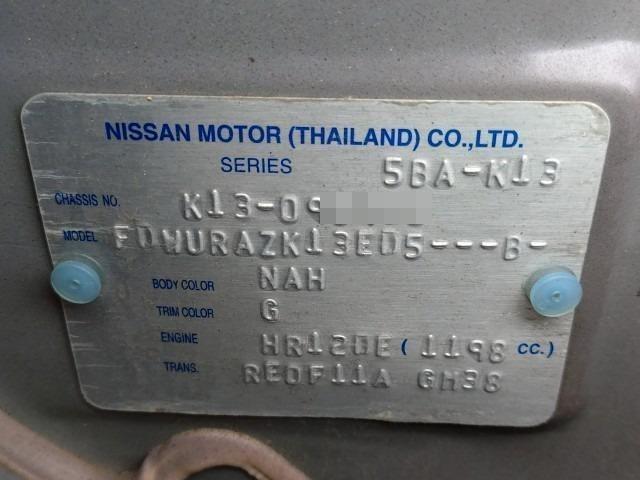 NISSAN MOTOR (THAILAND) CO.,LTD.
SERIES 5BA-K13
CHASSIS NO. K13-09
MODEL FDWURAZK13ED5---B-
BODY COLOR NAH
TRIM COLOR G
ENGINE HR12DE ( 1198 CC.)
TRANS. RE0F11A GH38